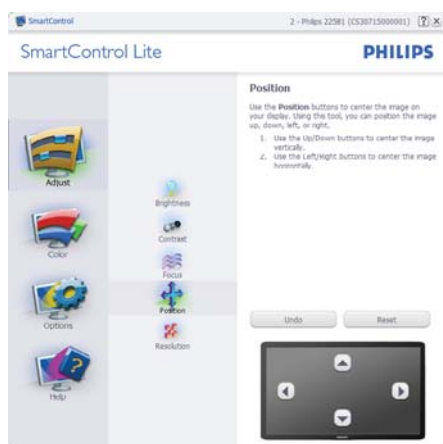 SmartControl
2 - Philips 225B1 (CS30715000001)
SmartControl Lite
PHILIPS
Adjust
Color
Options
Help
Brightness
Contrast
Focus
Position
Resolution
Position
Use the Position buttons to center the image on
your display. Using this tool, you can position the image
up, down, left, or right.
1. Use the Up/Down buttons to center the image
vertically.
2. Use the Left/Right buttons to center the image
horizontally.
Undo
Reset